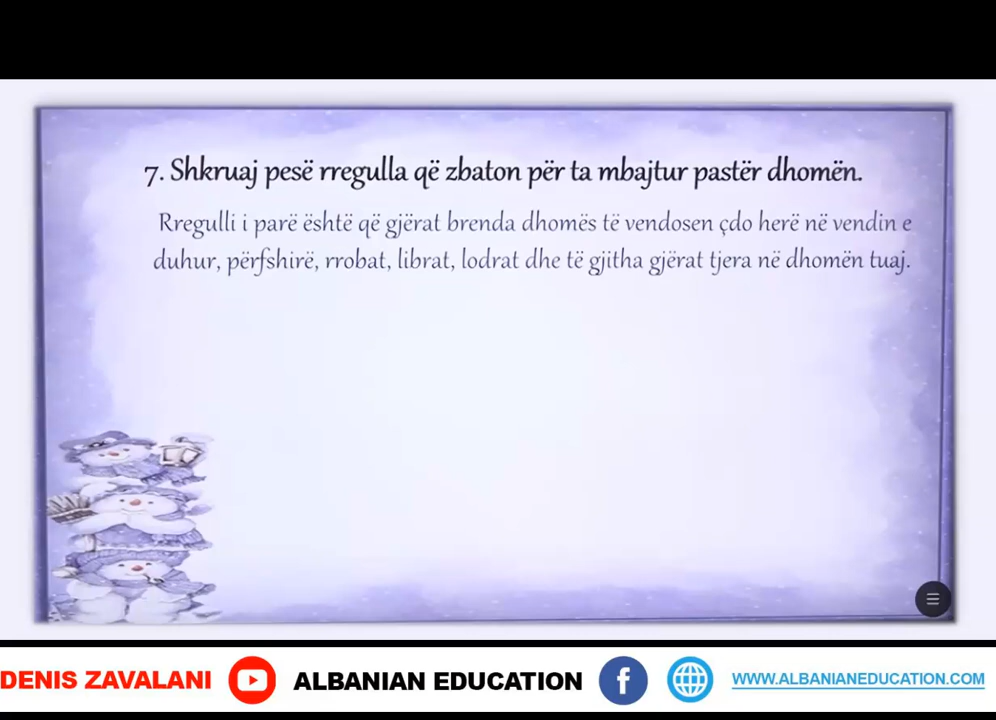 7. Shkruaj pesë rregulla që zbaton për ta mbajtur pastër dhomën.
Rregulli i parë është që gjërat brenda dhomës të vendosen çdo herë në vendin e
duhur, përfshirë, rrobat, librat, lodrat dhe të gjitha gjërat tjera në dhomën tuaj.
DENIS ZAVALANI ALBANIAN EDUCATION f WWW.ALBANIANEDUCATION.COM